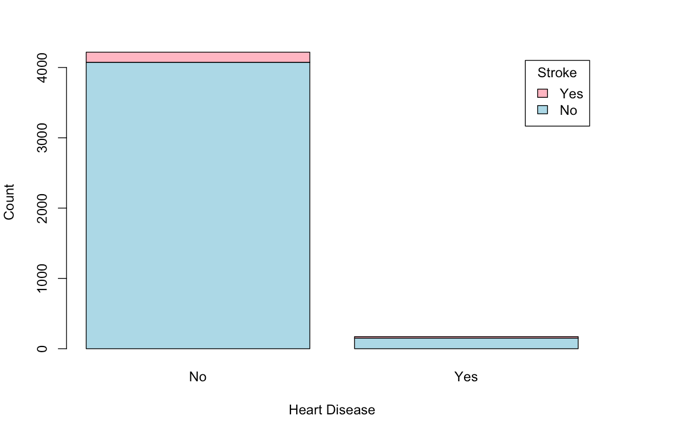 4000
3000
2000
1000
0
Count
Stroke
Yes
No
No
Yes
Heart Disease